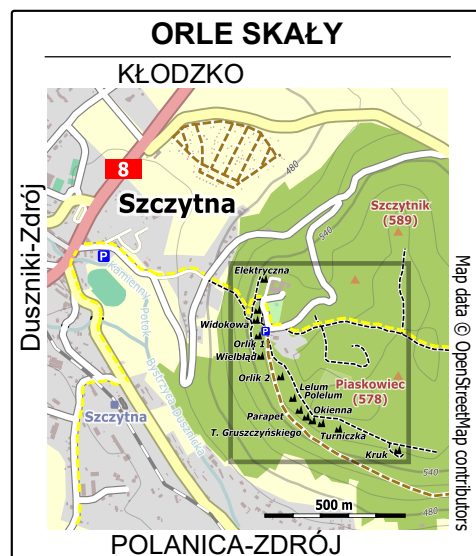 ORLE SKAŁY
KŁODZKO
Duszniki-Zdrój
8
480
Szczytna
Szczytnik
(589)
540
P
Kamienny Potok
Elektryczna
Widokowa
P
Orlik 1
Wielbłąd
Bystrzyca Dusznicka
Orlik 2
Lelum
Polelum
Piaskowiec
(578)
Szczytna
Parapet
Okienna
T. Gruszczyńskiego
Turniczka
Kruk
540
500 m
480
Map data © OpenStreetMap contributors
POLANICA-ZDRÓJ